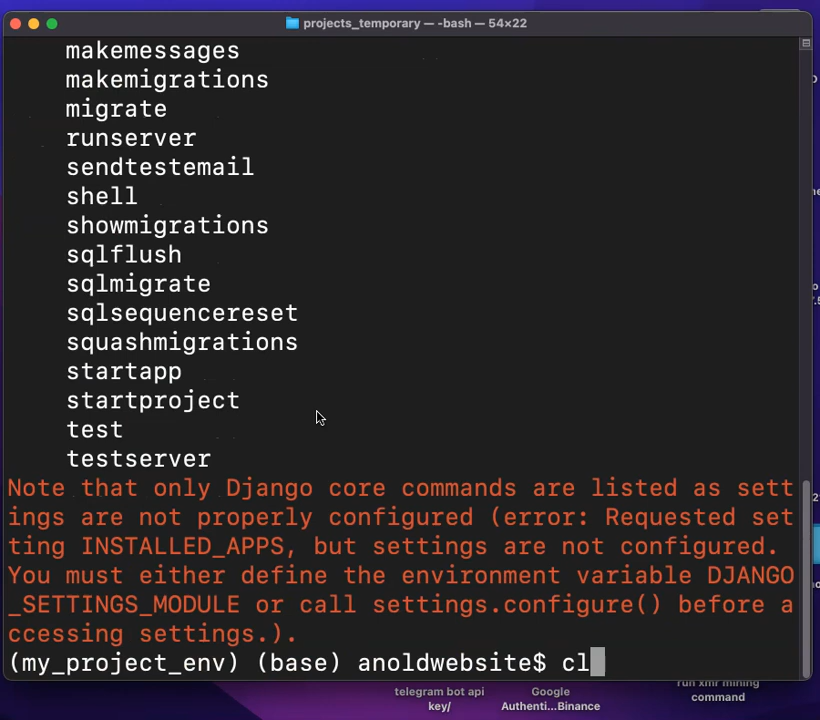 projects_temporary — -bash — 54×22
makemessages
makemigrations
migrate
runserver
sendtestemail
shell
showmigrations
sqlflush
sqlmigrate
sqlsequencereset
squashmigrations
startapp
startproject
test
testserver
Note that only Django core commands are listed as sett
ings are not properly configured (error: Requested set
ting INSTALLED_APPS, but settings are not configured.
You must either define the environment variable DJANGO
_SETTINGS_MODULE or call settings.configure() before a
ccessing settings.).
(my_project_env) (base) anoldwebsite$ cl
telegram bot api
key/
Google
Authenti...Binance
run xmr mining
command